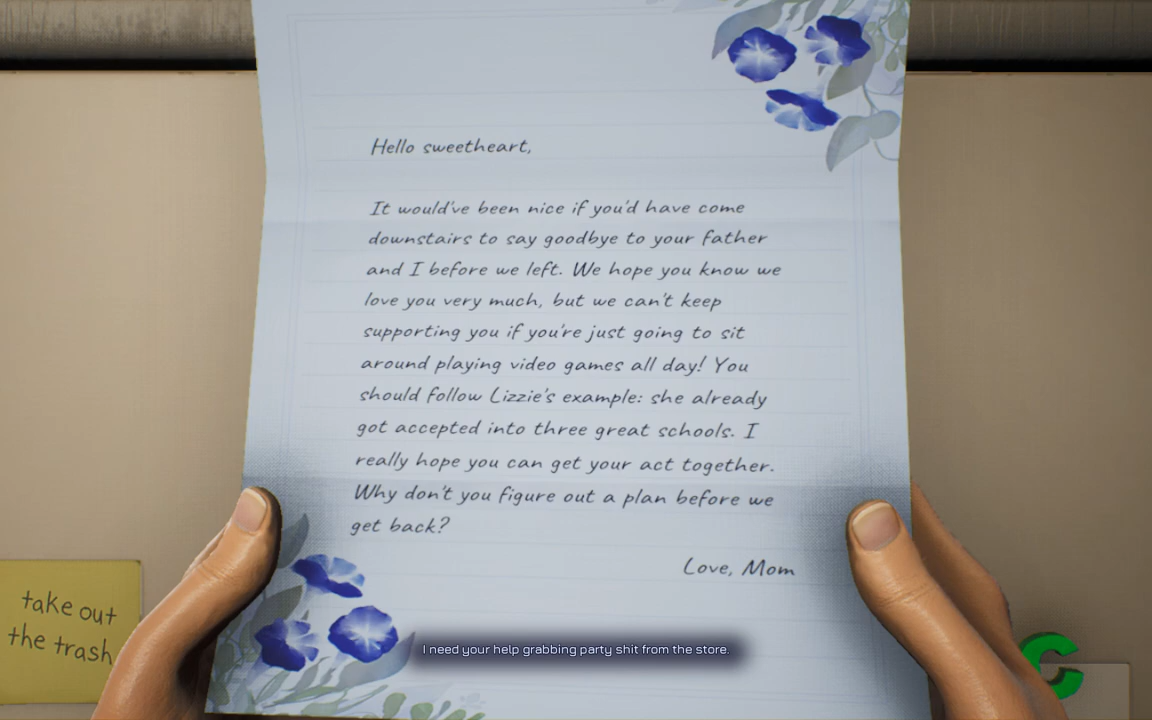 Hello sweetheart,
It would've been nice if you'd have come
downstairs to say goodbye to your father
and I before we left. We hope you know we
love you very much, but we can't keep
supporting you if you're just going to sit
around playing video games all day! You
should follow Lizzie's example: she already
got accepted into three great schools. I
really hope you can get your act together.
Why don't you figure out a plan before we
get back?
Love, Mom
take out
the trash
I need your help grabbing party shit from the store.
C